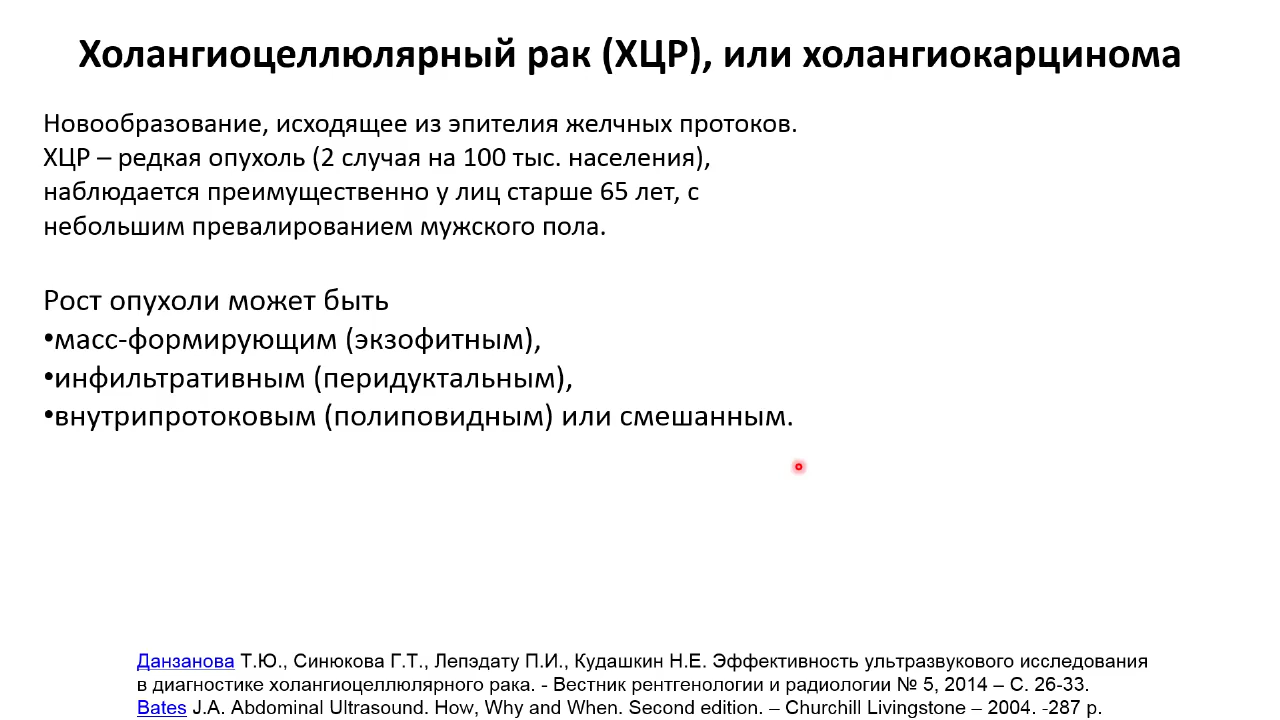 Холангиоцеллюлярный рак (ХЦР), или холангиокарцинома
Новообразование, исходящее из эпителия желчных протоков.
ХЦР – редкая опухоль (2 случая на 100 тыс. населения),
наблюдается преимущественно у лиц старше 65 лет, с
небольшим превалированием мужского пола.
Рост опухоли может быть
•масс-формирующим (экзофитным),
•инфильтративным (перидуктальным),
•внутрипротоковым (полиповидным) или смешанным.
Данзанова Т.Ю., Синюкова Г.Т., Лепэдату П.И., Кудашкин Н.Е. Эффективность ультразвукового исследования
в диагностике холангиоцеллюлярного рака. - Вестник рентгенологии и радиологии № 5, 2014 – С. 26-33.
Bates J.A. Abdominal Ultrasound. How, Why and When. Second edition. – Churchill Livingstone – 2004. -287 p.